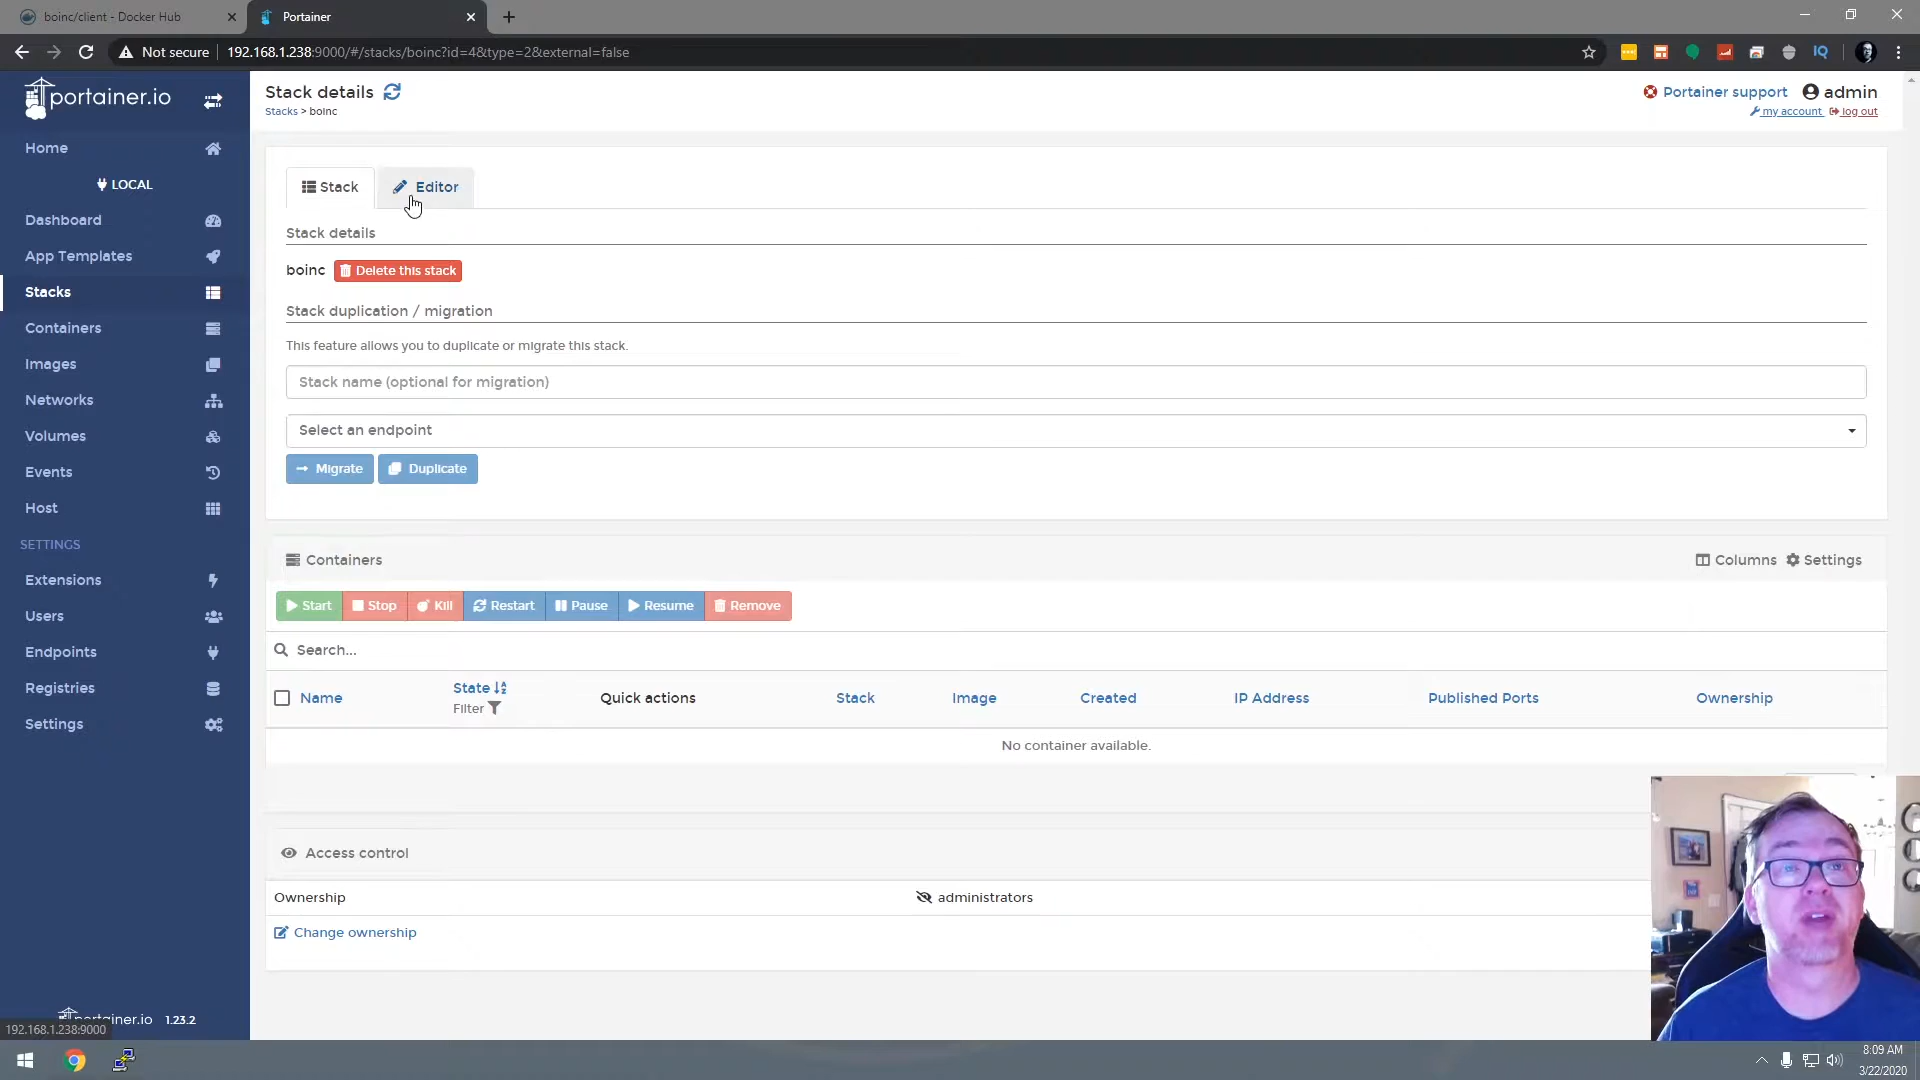 boinc/client - Docker Hub
Portainer
Not secure
192.168.1.238:9000/#/stacks/boinc?id=4&type=2&external=false
IQ
portainer.io
Stack details
Portainer support
admin
Stacks > boinc
my account
log out
Home
LOCAL
Dashboard
App Templates
Stacks
Containers
Images
Networks
Volumes
Events
Host
SETTINGS
Extensions
Users
Endpoints
Registries
Settings
portainer.io 1.23.2
192.168.1.238:9000
Stack
Editor
Stack details
boinc
Delete this stack
Stack duplication / migration
This feature allows you to duplicate or migrate this stack.
Stack name (optional for migration)
Select an endpoint
Migrate
Duplicate
Containers
Columns
Settings
Start
Stop
Kill
Restart
Pause
Resume
Remove
Search...
Name
State
Filter
Quick actions
Stack
Image
Created
IP Address
Published Ports
Ownership
No container available.
Access control
Ownership
administrators
Change ownership
8:09 AM
3/22/2020